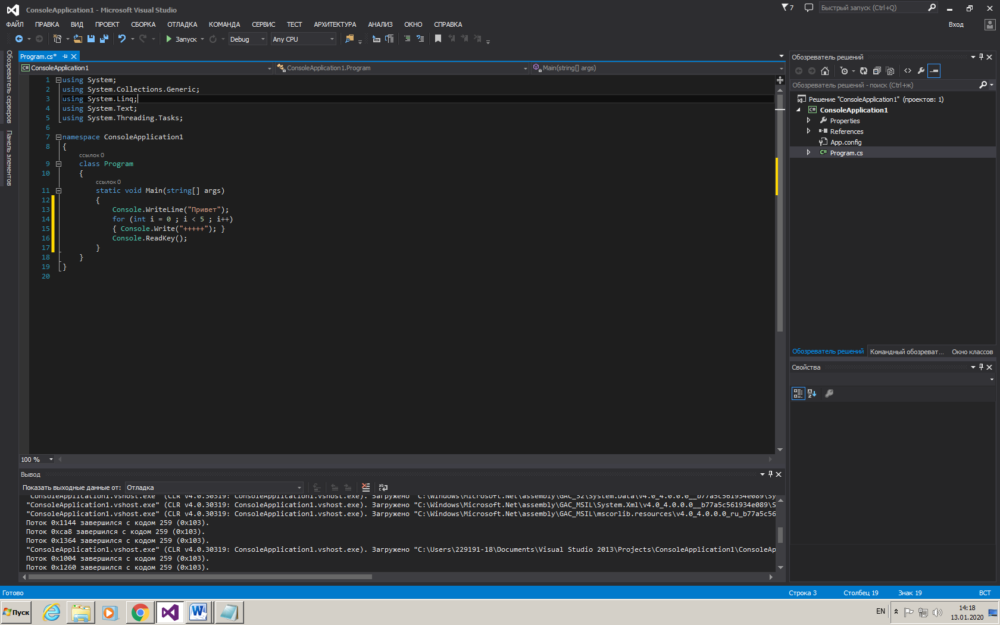 ConsoleApplication1 - Microsoft Visual Studio
7
Быстрый запуск (Ctrl+Q)
ФАЙЛ ПРАВКА ВИД ПРОЕКТ СБОРКА ОТЛАДКА КОМАНДА СЕРВИС ТЕСТ АРХИТЕКТУРА АНАЛИЗ ОКНО СПРАВКА
Вход
Запуск Debug Any CPU
Обозреватель серверов
Панель элементов
Program.cs*
ConsoleApplication1 ConsoleApplication1.Program Main(string[] args)
1 using System;
2 using System.Collections.Generic;
3 using System.Linq;
4 using System.Text;
5 using System.Threading.Tasks;
6
7 namespace ConsoleApplication1
8 {
ссылок 0
9 class Program
10 {
ссылок 0
11 static void Main(string[] args)
12 {
13 Console.WriteLine("Привет");
14 for (int i = 0 ; i < 5 ; i++)
15 { Console.Write("+++++"); }
16 Console.ReadKey();
17 }
18 }
19 }
20
100 %
Вывод
Показать выходные данные от: Отладка
"ConsoleApplication1.vshost.exe" (CLR v4.0.30319: ConsoleApplication1.vshost.exe). Загружено "C:\Windows\Microsoft.Net\assembly\GAC_32\System.Data\v4.0_4.0.0.0__b77a5c561934e089\Sy
"ConsoleApplication1.vshost.exe" (CLR v4.0.30319: ConsoleApplication1.vshost.exe). Загружено "C:\Windows\Microsoft.Net\assembly\GAC_MSIL\System.Xml\v4.0_4.0.0.0__b77a5c561934e089\S
"ConsoleApplication1.vshost.exe" (CLR v4.0.30319: ConsoleApplication1.vshost.exe). Загружено "C:\Windows\Microsoft.Net\assembly\GAC_MSIL\mscorlib.resources\v4.0_4.0.0.0_ru_b77a5c56
Поток 0x1144 завершился с кодом 259 (0x103).
Поток 0xca8 завершился с кодом 259 (0x103).
Поток 0x1364 завершился с кодом 259 (0x103).
"ConsoleApplication1.vshost.exe" (CLR v4.0.30319: ConsoleApplication1.vshost.exe). Загружено "C:\Users\229191-18\Documents\Visual Studio 2013\Projects\ConsoleApplication1\ConsoleAp
Поток 0x1004 завершился с кодом 259 (0x103).
Поток 0x1260 завершился с кодом 259 (0x103).
Обозреватель решений
Обозреватель решений - поиск (Ctrl+ж)
Решение "ConsoleApplication1" (проектов: 1)
ConsoleApplication1
Properties
References
App.config
Program.cs
Обозреватель решений Командный обозреват... Окно классов
Свойства
Готово Строка 3 Столбец 19 Знак 19 ВСТ
Пуск
EN
14:18
13.01.2020